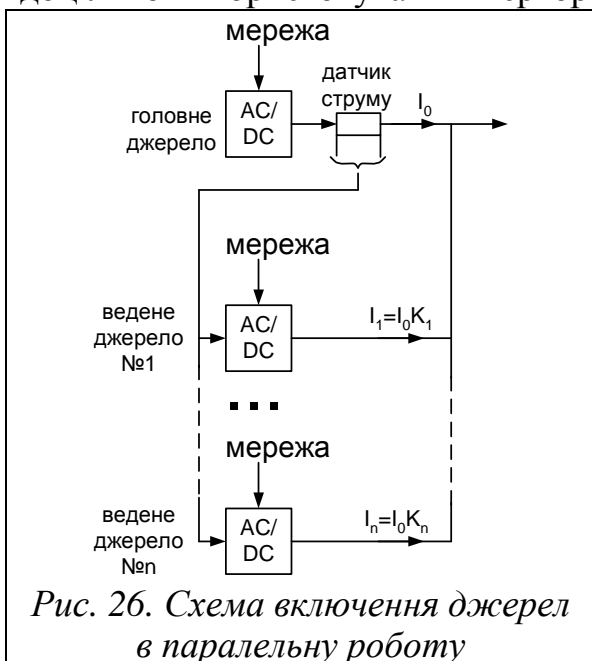 мережа
датчик
струму
I₀
головне
джерело
AC/
DC
мережа
ведене
джерело
№1
AC/
DC
I₁=I₀K₁
мережа
ведене
джерело
№n
AC/
DC
Iₙ=I₀Kₙ
Рис. 26. Схема включення джерел
в паралельну роботу